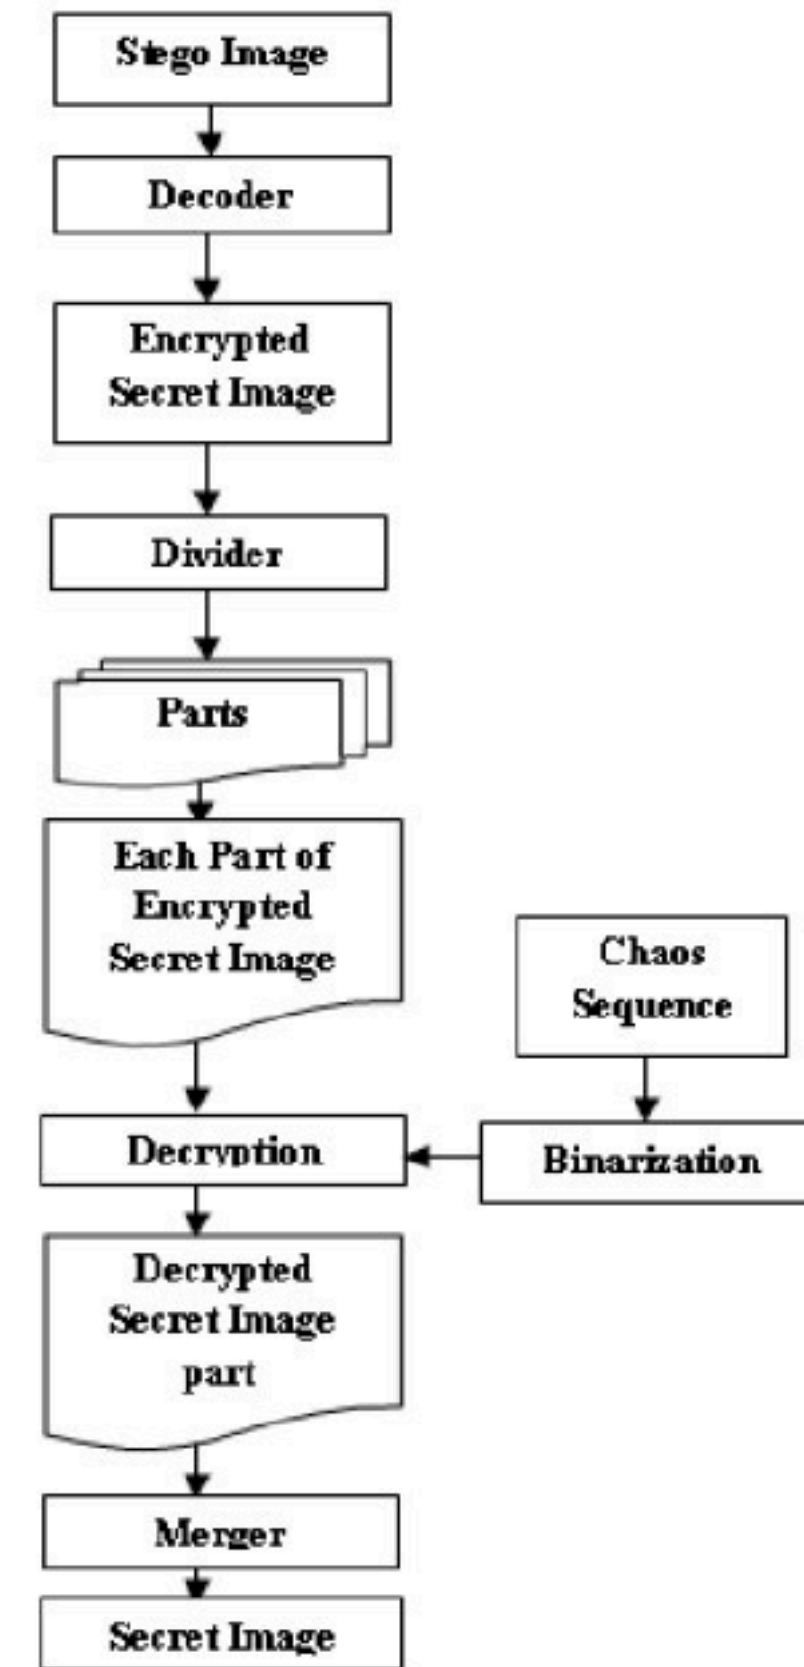 Stego Image
Decoder
Encrypted
Secret Image
Divider
Parts
Each Part of
Encrypted
Secret Image
Chaos
Sequence
Decryption
Binarization
Decrypted
Secret Image
part
Merger
Secret Image